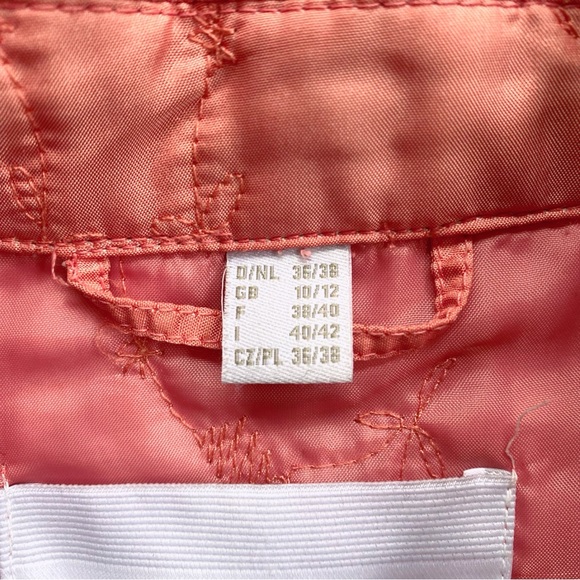 D/NL 36/38
GB 10/12
F 38/40
I 40/42
CZ/PL 36/38